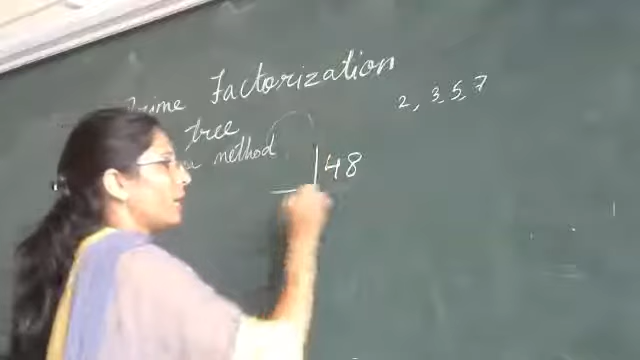 Prime Factorization
2, 3, 5, 7
tree
method
48